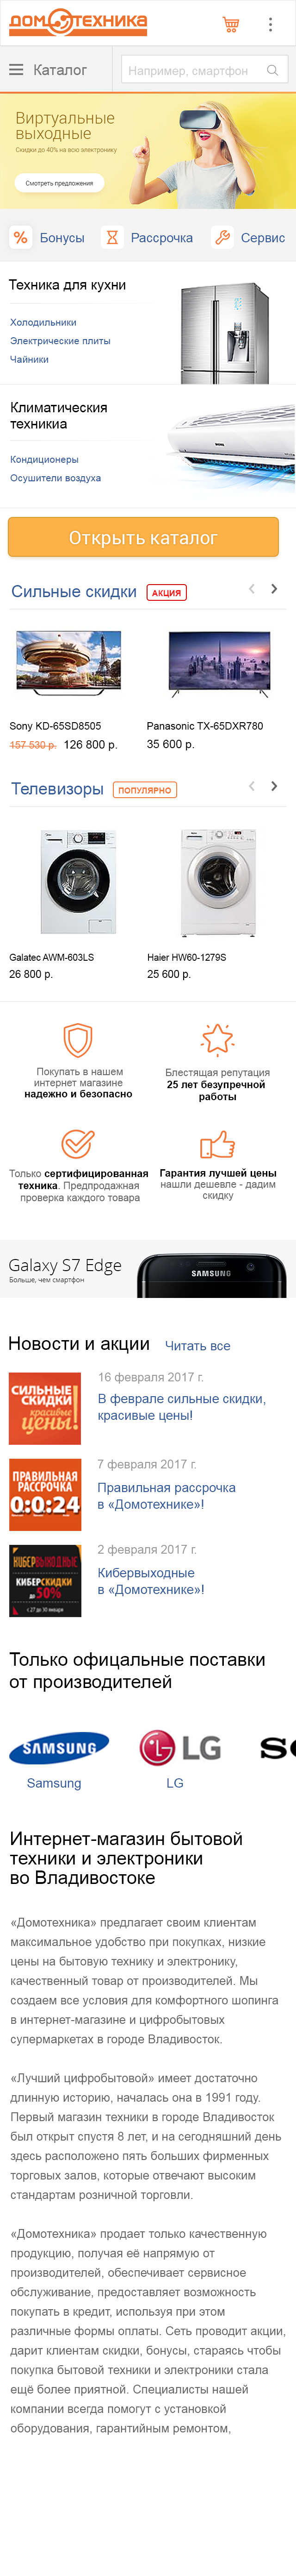 ДОМОТЕХНИКА
Каталог
Например, смартфон
Виртуальные
выходные
Скидки до 40% на всю электронику
Смотреть предложения
Бонусы
Рассрочка
Сервис
Техника для кухни
Холодильники
Электрические плиты
Чайники
Климатическия
техникиа
Кондиционеры
Осушители воздуха
Открыть каталог
Сильные скидки
АКЦИЯ
Sony KD-65SD8505
157 530 р. 126 800 р.
Panasonic TX-65DXR780
35 600 р.
Телевизоры
ПОПУЛЯРНО
Galatec AWM-603LS
26 800 р.
Haier HW60-1279S
25 600 р.
Покупать в нашем
интернет магазине
надежно и безопасно
Блестящая репутация
25 лет безупречной
работы
Только сертифицированная
техника. Предпродажная
проверка каждого товара
Гарантия лучшей цены
нашли дешевле - дадим
скидку
Galaxy S7 Edge
Больше, чем смартфон
SAMSUNG
Новости и акции
Читать все
СИЛЬНЫЕ
СКИДКИ
красивые
цены!
16 февраля 2017 г.
В феврале сильные скидки,
красивые цены!
ПРАВИЛЬНАЯ
РАССРОЧКА
0:0:24
7 февраля 2017 г.
Правильная рассрочка
в «Домотехнике»!
КИБЕРВЫХОДНЫЕ
КИБЕРСКИДКИ
ДО 50%
с 27 до 30 января
2 февраля 2017 г.
Кибервыходные
в «Домотехнике»!
Только офицальные поставки
от производителей
SAMSUNG
LG
SO
Samsung
LG
Интернет-магазин бытовой
техники и электроники
во Владивостоке
«Домотехника» предлагает своим клиентам
максимальное удобство при покупках, низкие
цены на бытовую технику и электронику,
качественный товар от производителей. Мы
создаем все условия для комфортного шопинга
в интернет-магазине и цифробытовых
супермаркетах в городе Владивосток.
«Лучший цифробытовой» имеет достаточно
длинную историю, началась она в 1991 году.
Первый магазин техники в городе Владивосток
был открыт спустя 8 лет, и на сегодняшний день
здесь расположено пять больших фирменных
торговых залов, которые отвечают высоким
стандартам розничной торговли.
«Домотехника» продает только качественную
продукцию, получая её напрямую от
производителей, обеспечивает сервисное
обслуживание, предоставляет возможность
покупать в кредит, используя при этом
различные формы оплаты. Сеть проводит акции,
дарит клиентам скидки, бонусы, стараясь чтобы
покупка бытовой техники и электроники стала
ещё более приятной. Специалисты нашей
компании всегда помогут с установкой
оборудования, гарантийным ремонтом,